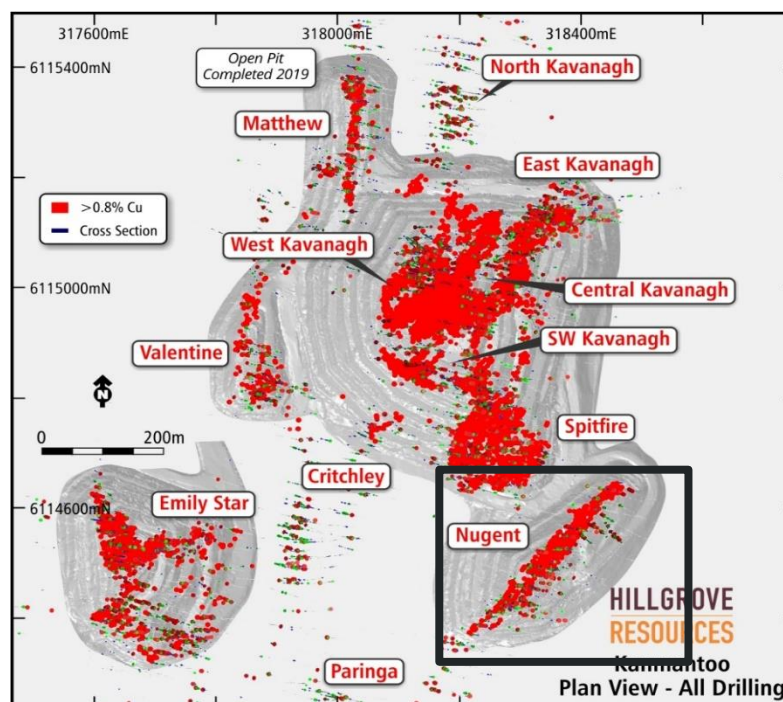 317600mE
318000mE
318400mE
6115400mN
Open Pit
Completed 2019
North Kavanagh
Matthew
East Kavanagh
>0.8% Cu
Cross Section
West Kavanagh
6115000mN
Central Kavanagh
SW Kavanagh
Valentine
N
0
200m
Spitfire
Critchley
Emily Star
6114600mN
Nugent
HILLGROVE
RESOURCES
Kanmantoo
Paringa
Plan View - All Drilling